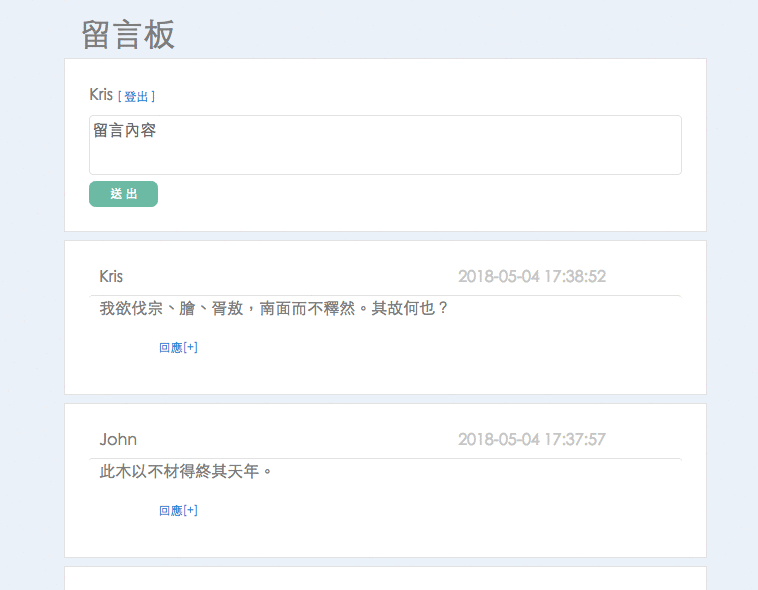 留言板
Kris [ 登出 ]
留言內容
送 出
Kris 2018-05-04 17:38:52
我欲伐宗、膾、胥敖，南面而不釋然。其故何也？
回應[+]
John 2018-05-04 17:37:57
此木以不材得終其天年。
回應[+]